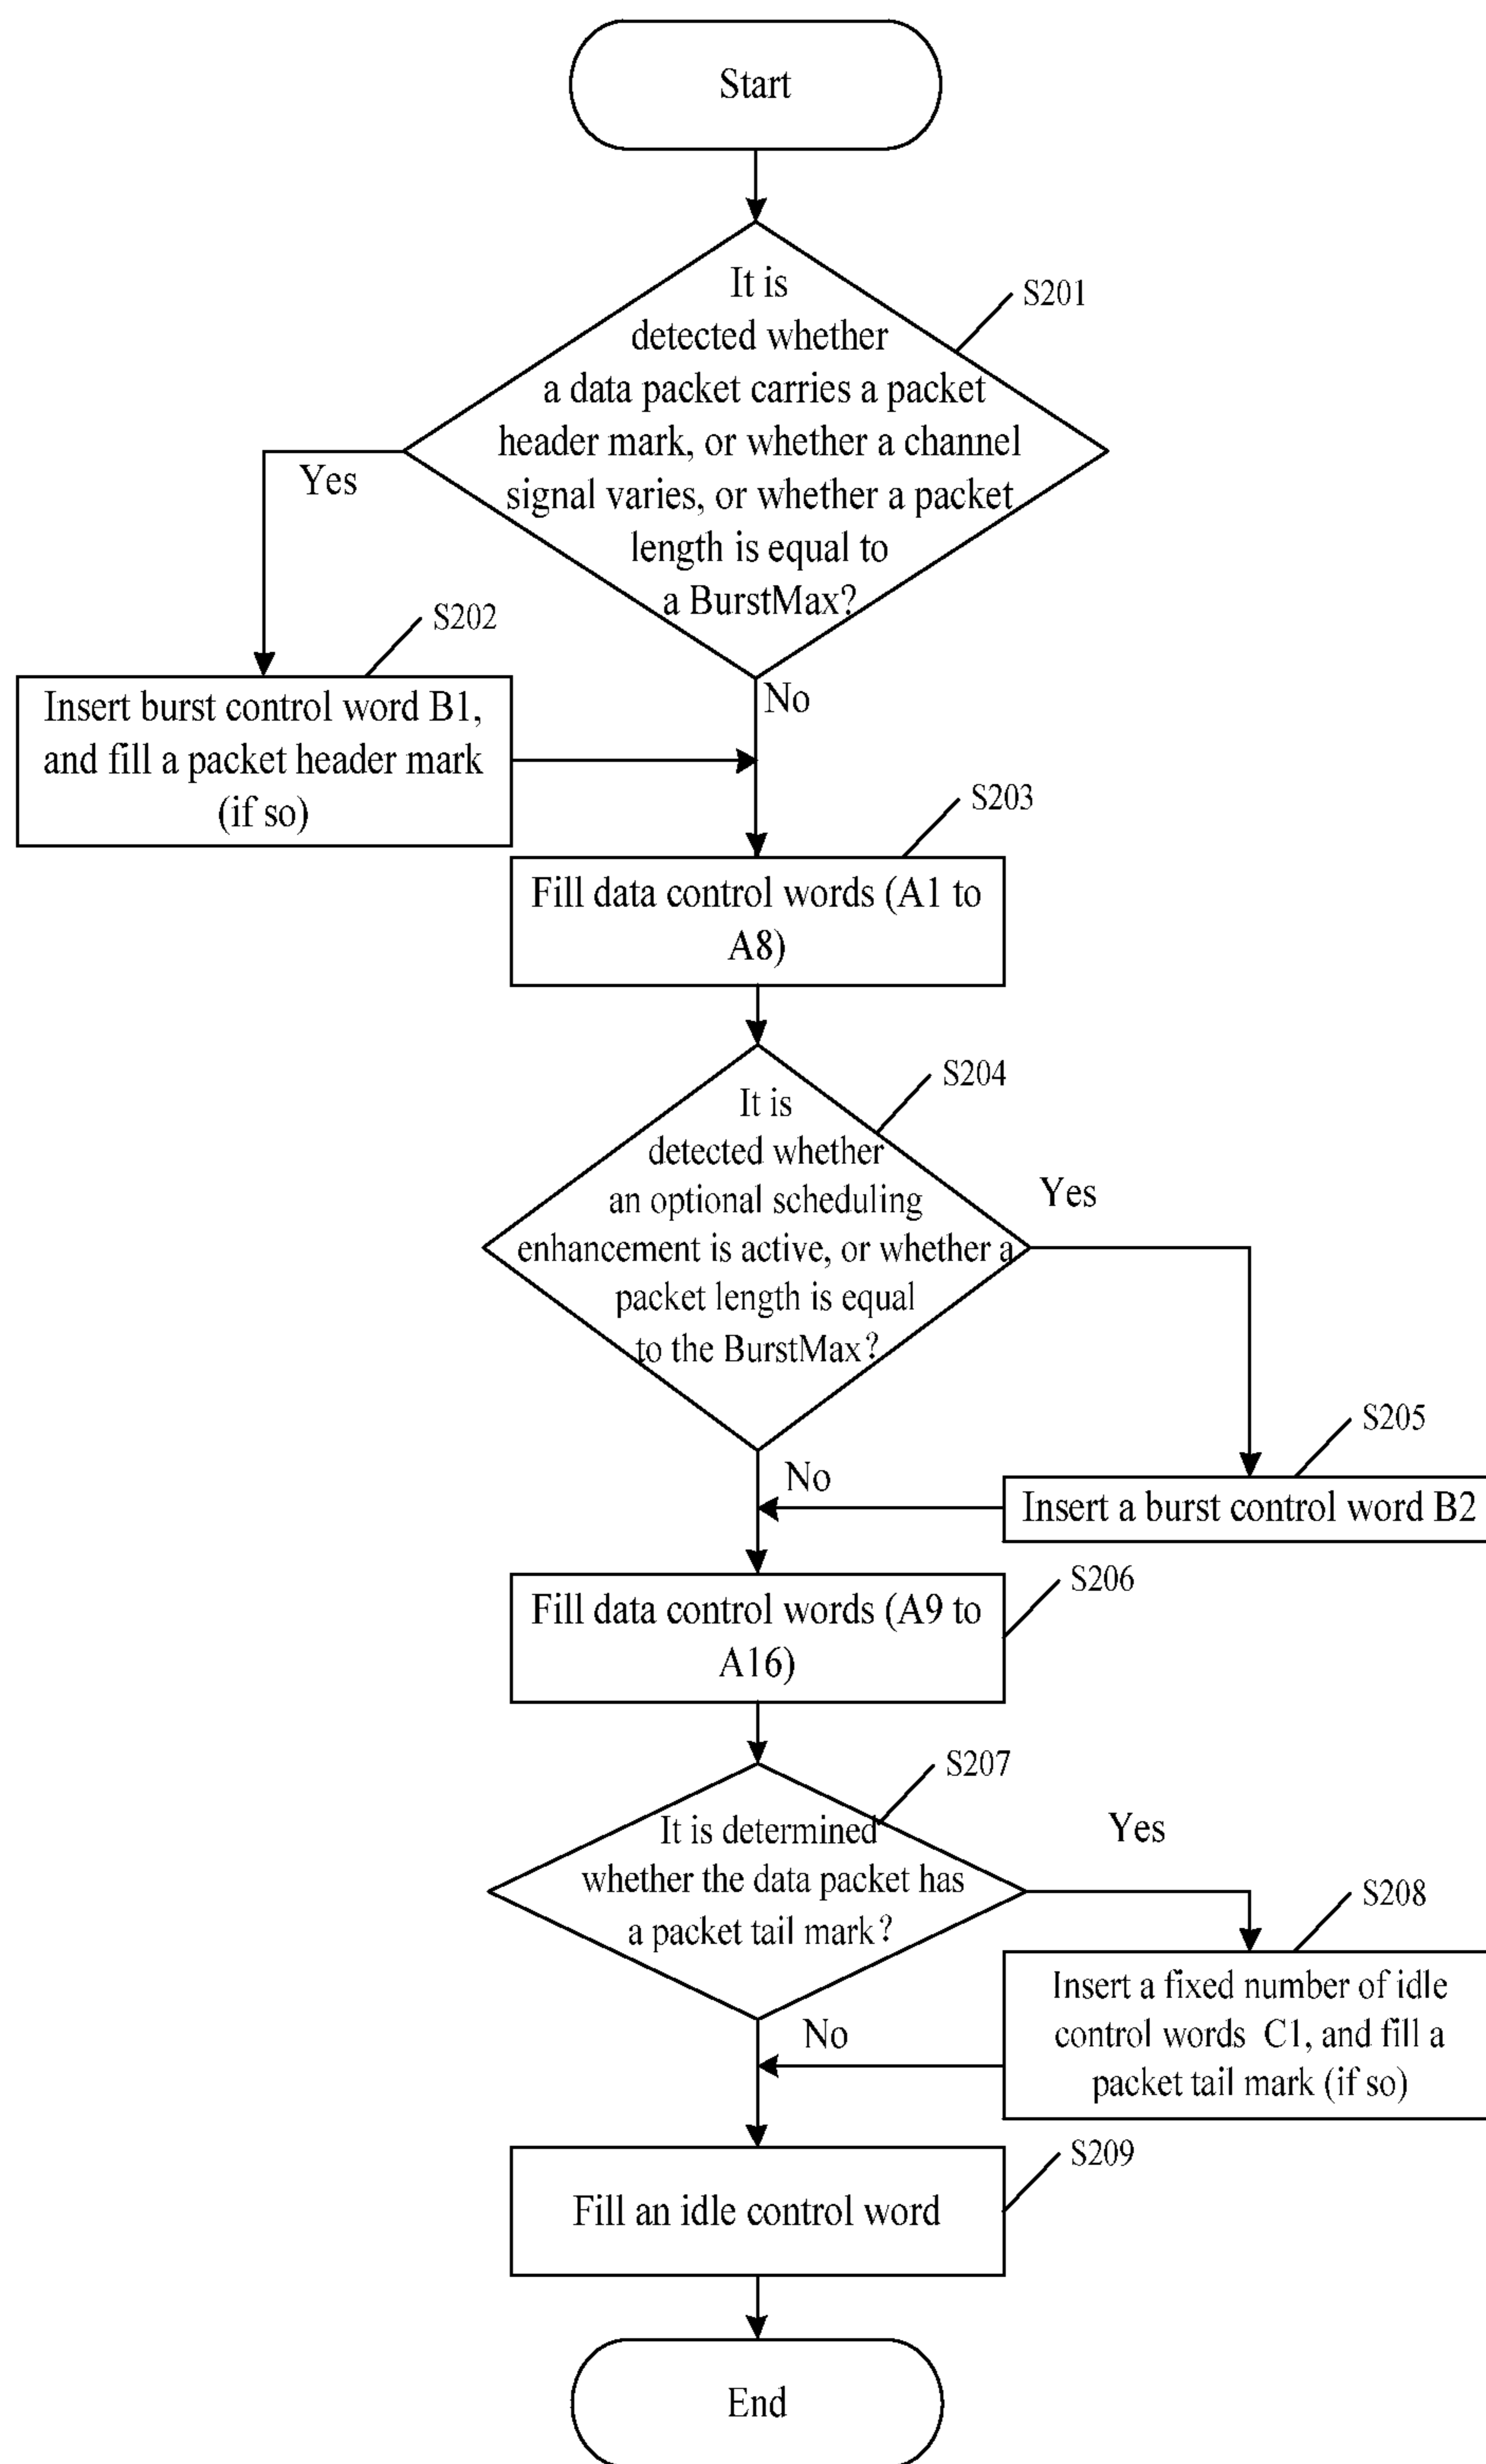 Start
It is
detected whether
a data packet carries a packet
header mark, or whether a channel
signal varies, or whether a packet
length is equal to
a BurstMax?
S201
Yes
No
S202
Insert burst control word B1,
and fill a packet header mark
(if so)
S203
Fill data control words (A1 to
A8)
S204
It is
detected whether
an optional scheduling
enhancement is active, or whether a
packet length is equal
to the BurstMax?
Yes
No
S205
Insert a burst control word B2
S206
Fill data control words (A9 to
A16)
S207
It is determined
whether the data packet has
a packet tail mark?
Yes
No
S208
Insert a fixed number of idle
control words C1, and fill a
packet tail mark (if so)
S209
Fill an idle control word
End